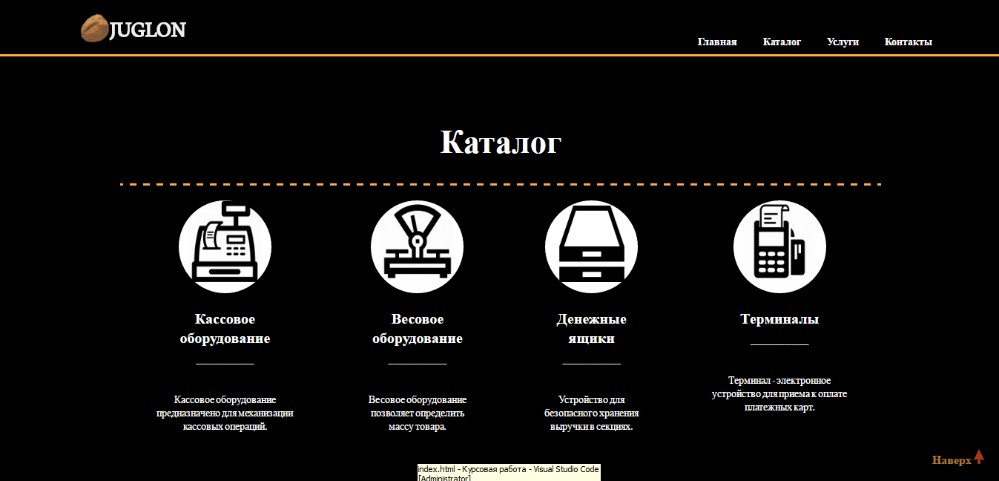 JUGLON
Главная Каталог Услуги Контакты
Каталог
Кассовое
оборудование
Кассовое оборудование
предназначено для механизации
кассовых операций.
Весовое
оборудование
Весовое оборудование
позволяет определить
массу товара.
Денежные
ящики
Устройство для
безопасного хранения
выручки в секциях.
Терминалы
Терминал - электронное
устройство для приема к оплате
платежных карт.
Наверх
index.html - Курсовая работа - Visual Studio Code
[Administrator]